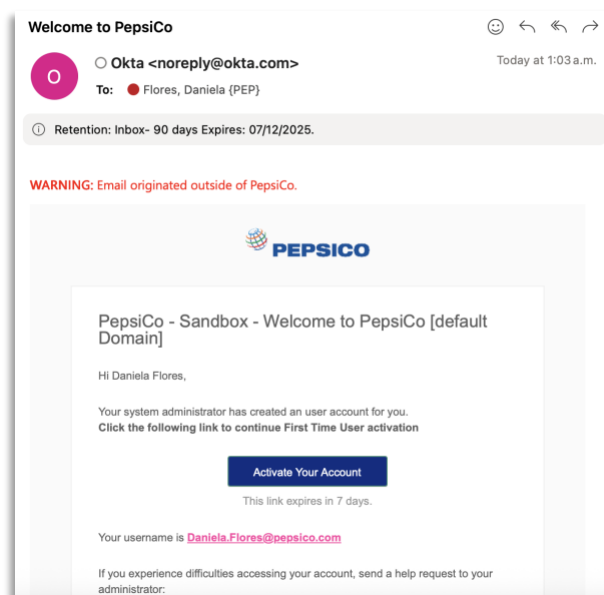 Welcome to PepsiCo
O
Okta <noreply@okta.com>
Today at 1:03 a.m.
To: Flores, Daniela {PEP}
Retention: Inbox- 90 days Expires: 07/12/2025.
WARNING: Email originated outside of PepsiCo.
PEPSICO
PepsiCo - Sandbox - Welcome to PepsiCo [default
Domain]
Hi Daniela Flores,
Your system administrator has created an user account for you.
Click the following link to continue First Time User activation
Activate Your Account
This link expires in 7 days.
Your username is Daniela.Flores@pepsico.com
If you experience difficulties accessing your account, send a help request to your
administrator: